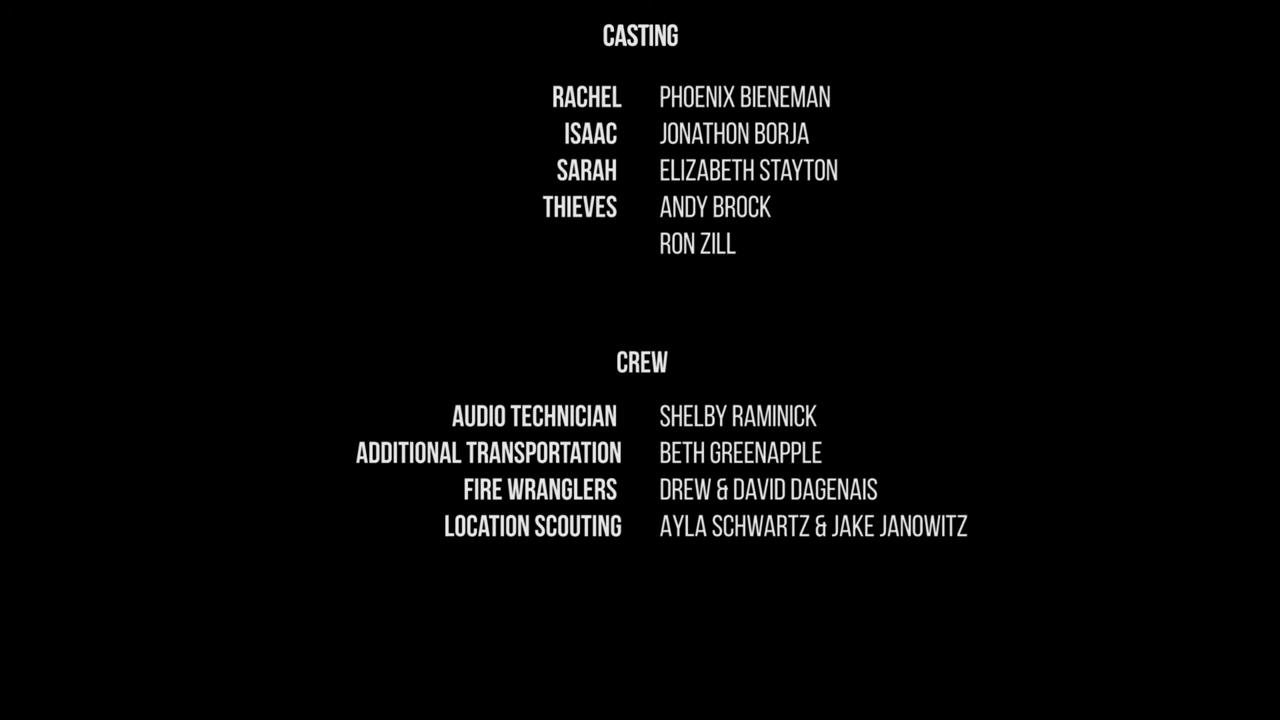 CASTING
RACHEL PHOENIX BIENEMAN
ISAAC JONATHON BORJA
SARAH ELIZABETH STAYTON
THIEVES ANDY BROCK
RON ZILL
CREW
AUDIO TECHNICIAN SHELBY RAMINICK
ADDITIONAL TRANSPORTATION BETH GREENAPPLE
FIRE WRANGLERS DREW & DAVID DAGENAIS
LOCATION SCOUTING AYLA SCHWARTZ & JAKE JANOWITZ